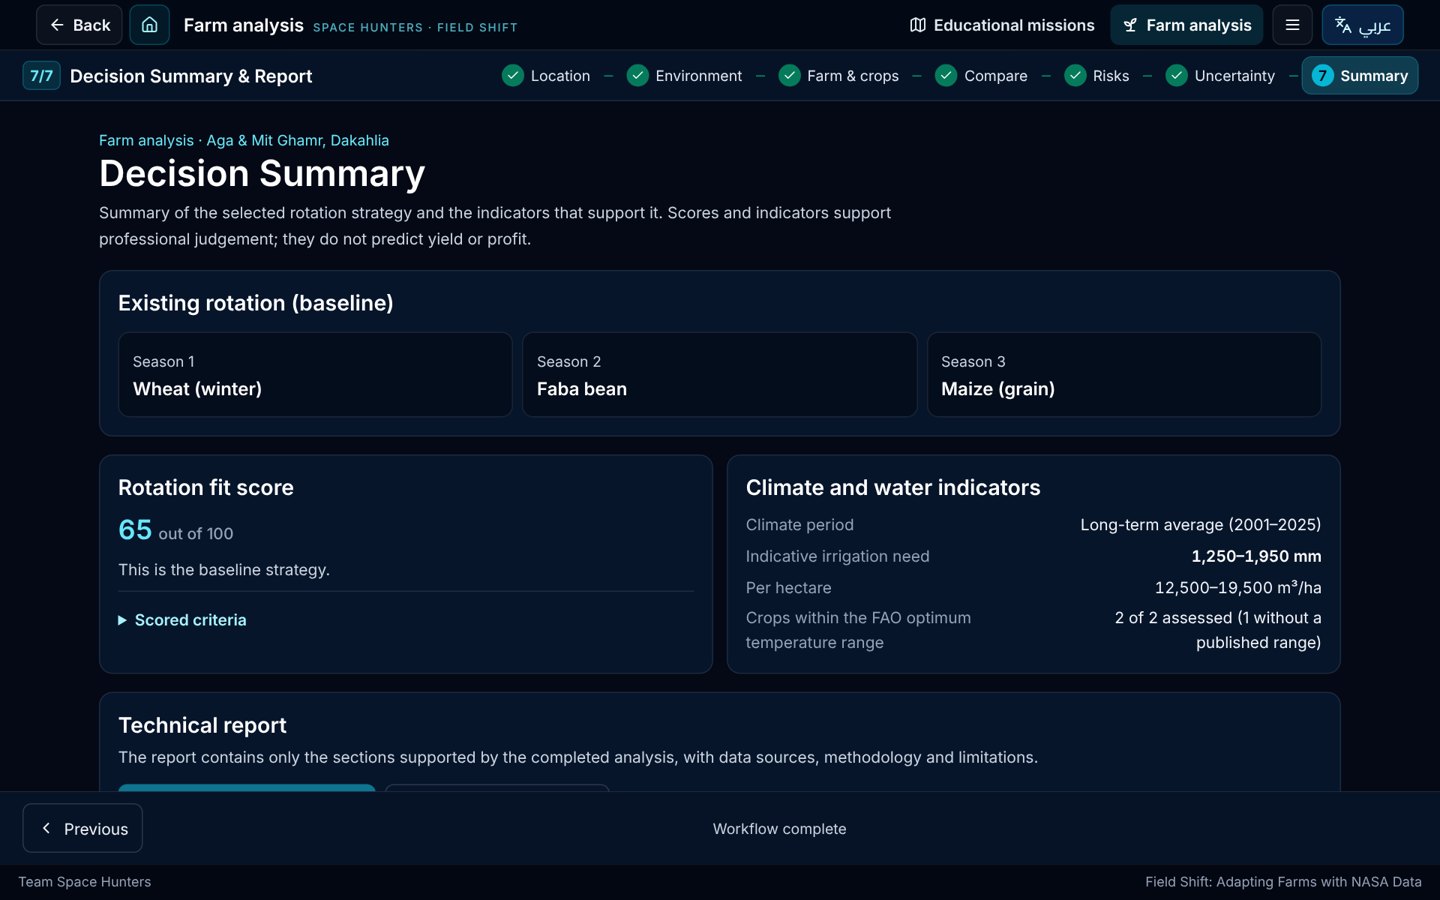 Back
Farm analysis SPACE HUNTERS · FIELD SHIFT
Educational missions
Farm analysis
عربي
7/7 Decision Summary & Report
Location
Environment
Farm & crops
Compare
Risks
Uncertainty
7 Summary
Farm analysis · Aga & Mit Ghamr, Dakahlia
Decision Summary
Summary of the selected rotation strategy and the indicators that support it. Scores and indicators support
professional judgement; they do not predict yield or profit.
Existing rotation (baseline)
Season 1
Wheat (winter)
Season 2
Faba bean
Season 3
Maize (grain)
Rotation fit score
65 out of 100
This is the baseline strategy.
Scored criteria
Climate and water indicators
Climate period Long-term average (2001–2025)
Indicative irrigation need 1,250–1,950 mm
Per hectare 12,500–19,500 m³/ha
Crops within the FAO optimum
temperature range
2 of 2 assessed (1 without a
published range)
Technical report
The report contains only the sections supported by the completed analysis, with data sources, methodology and limitations.
Previous
Workflow complete
Team Space Hunters
Field Shift: Adapting Farms with NASA Data